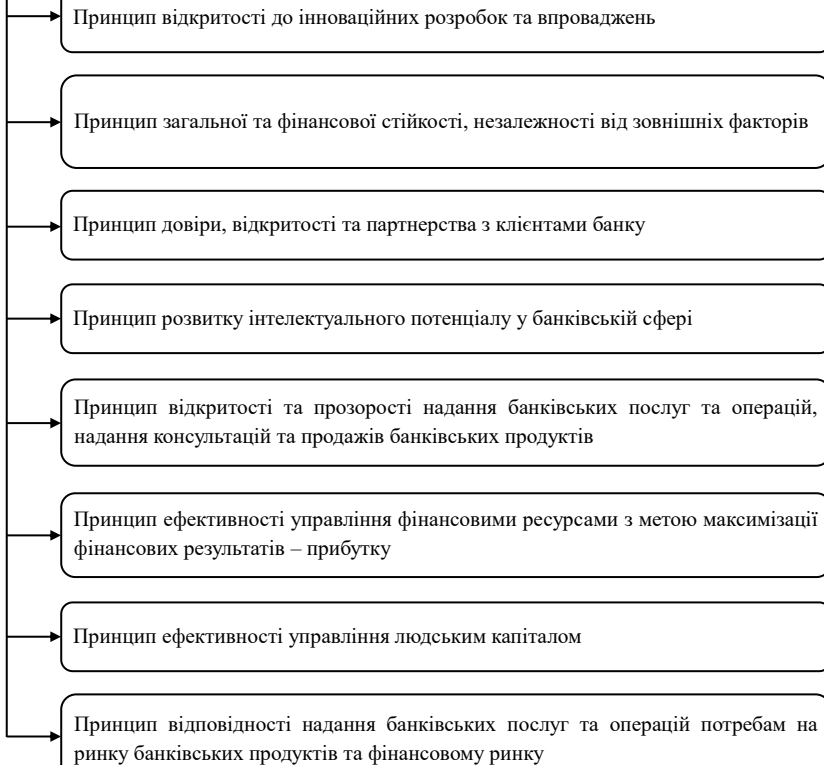 Принцип відкритості до інноваційних розробок та впроваджень
Принцип загальної та фінансової стійкості, незалежності від зовнішніх факторів
Принцип довіри, відкритості та партнерства з клієнтами банку
Принцип розвитку інтелектуального потенціалу у банківській сфері
Принцип відкритості та прозорості надання банківських послуг та операцій,
надання консультацій та продажів банківських продуктів
Принцип ефективності управління фінансовими ресурсами з метою максимізації
фінансових результатів – прибутку
Принцип ефективності управління людським капіталом
Принцип відповідності надання банківських послуг та операцій потребам на
ринку банківських продуктів та фінансовому ринку